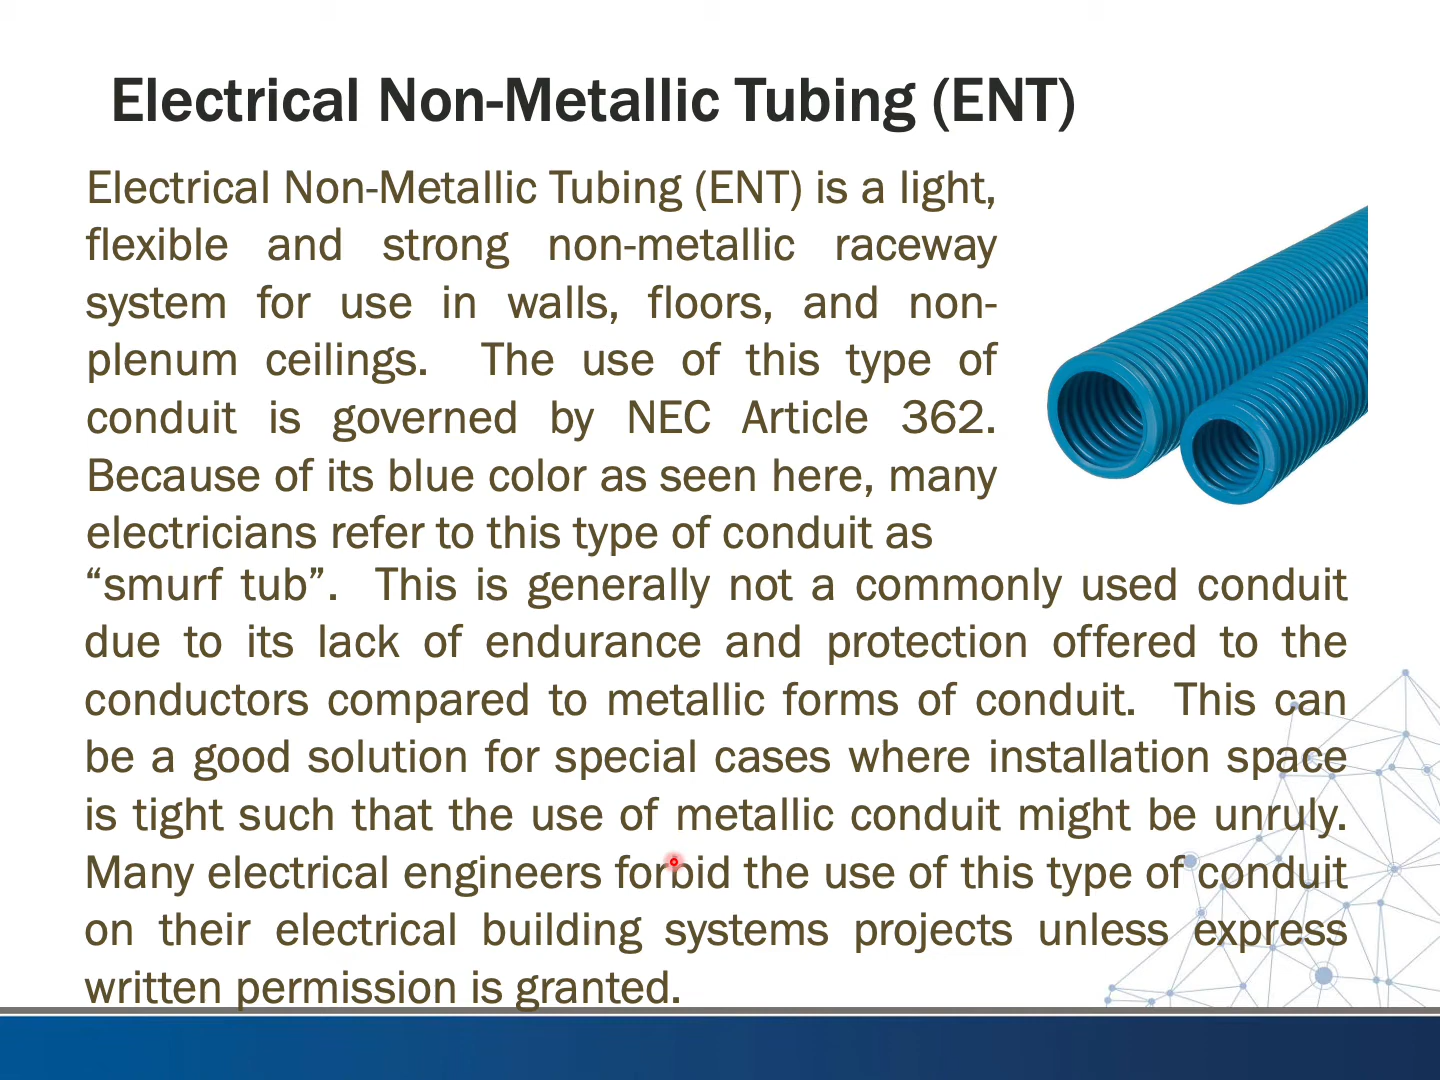 Electrical Non-Metallic Tubing (ENT)
Electrical Non-Metallic Tubing (ENT) is a light,
flexible and strong non-metallic raceway
system for use in walls, floors, and non-
plenum ceilings. The use of this type of
conduit is governed by NEC Article 362.
Because of its blue color as seen here, many
electricians refer to this type of conduit as
“smurf tub”. This is generally not a commonly used conduit
due to its lack of endurance and protection offered to the
conductors compared to metallic forms of conduit. This can
be a good solution for special cases where installation space
is tight such that the use of metallic conduit might be unruly.
Many electrical engineers forbid the use of this type of conduit
on their electrical building systems projects unless express
written permission is granted.